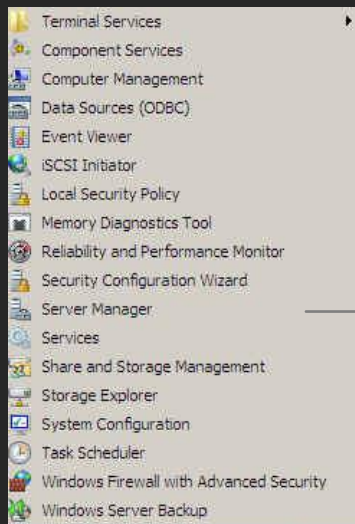 Terminal Services
Component Services
Computer Management
Data Sources (ODBC)
Event Viewer
iSCSI Initiator
Local Security Policy
Memory Diagnostics Tool
Reliability and Performance Monitor
Security Configuration Wizard
Server Manager
Services
Share and Storage Management
Storage Explorer
System Configuration
Task Scheduler
Windows Firewall with Advanced Security
Windows Server Backup